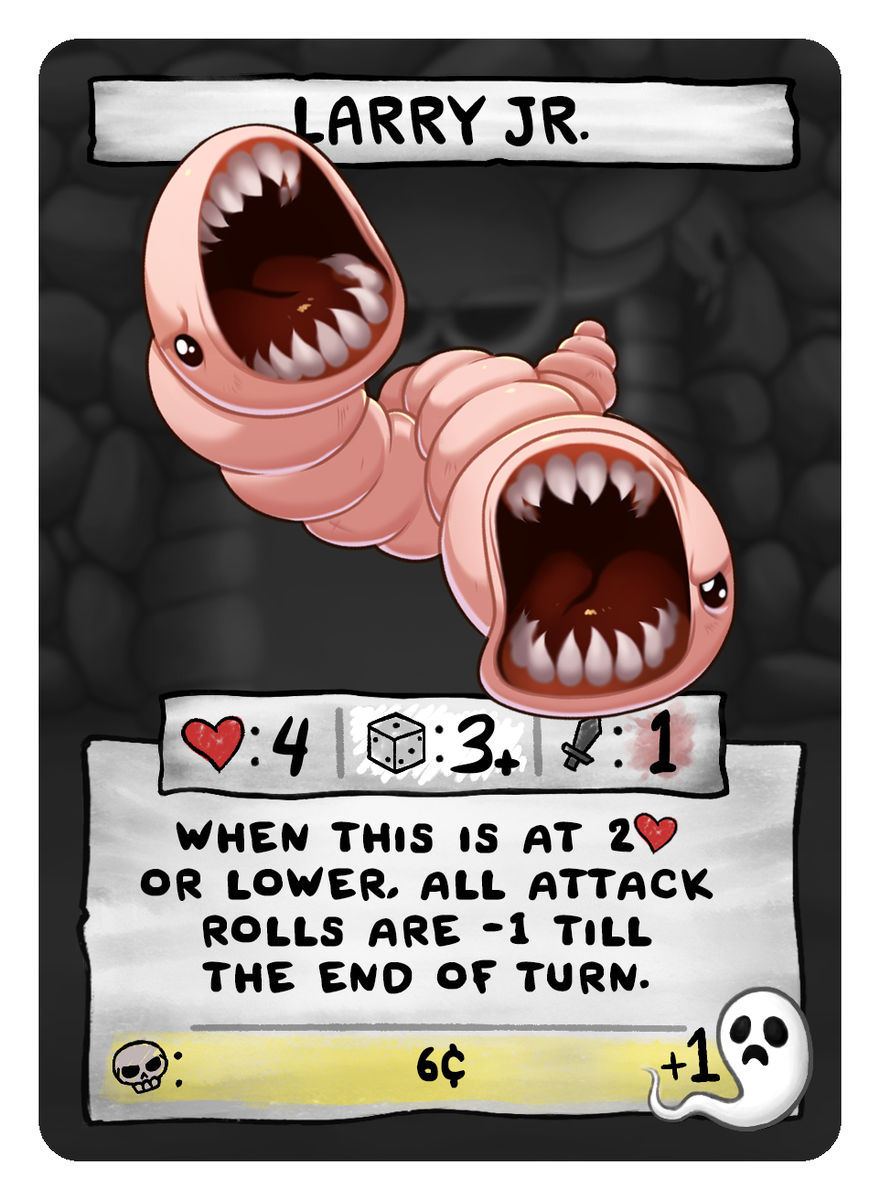 LARRY JR.
:4 :3+ :1
WHEN THIS IS AT 2
OR LOWER, ALL ATTACK
ROLLS ARE -1 TILL
THE END OF TURN.
: 6¢ +1